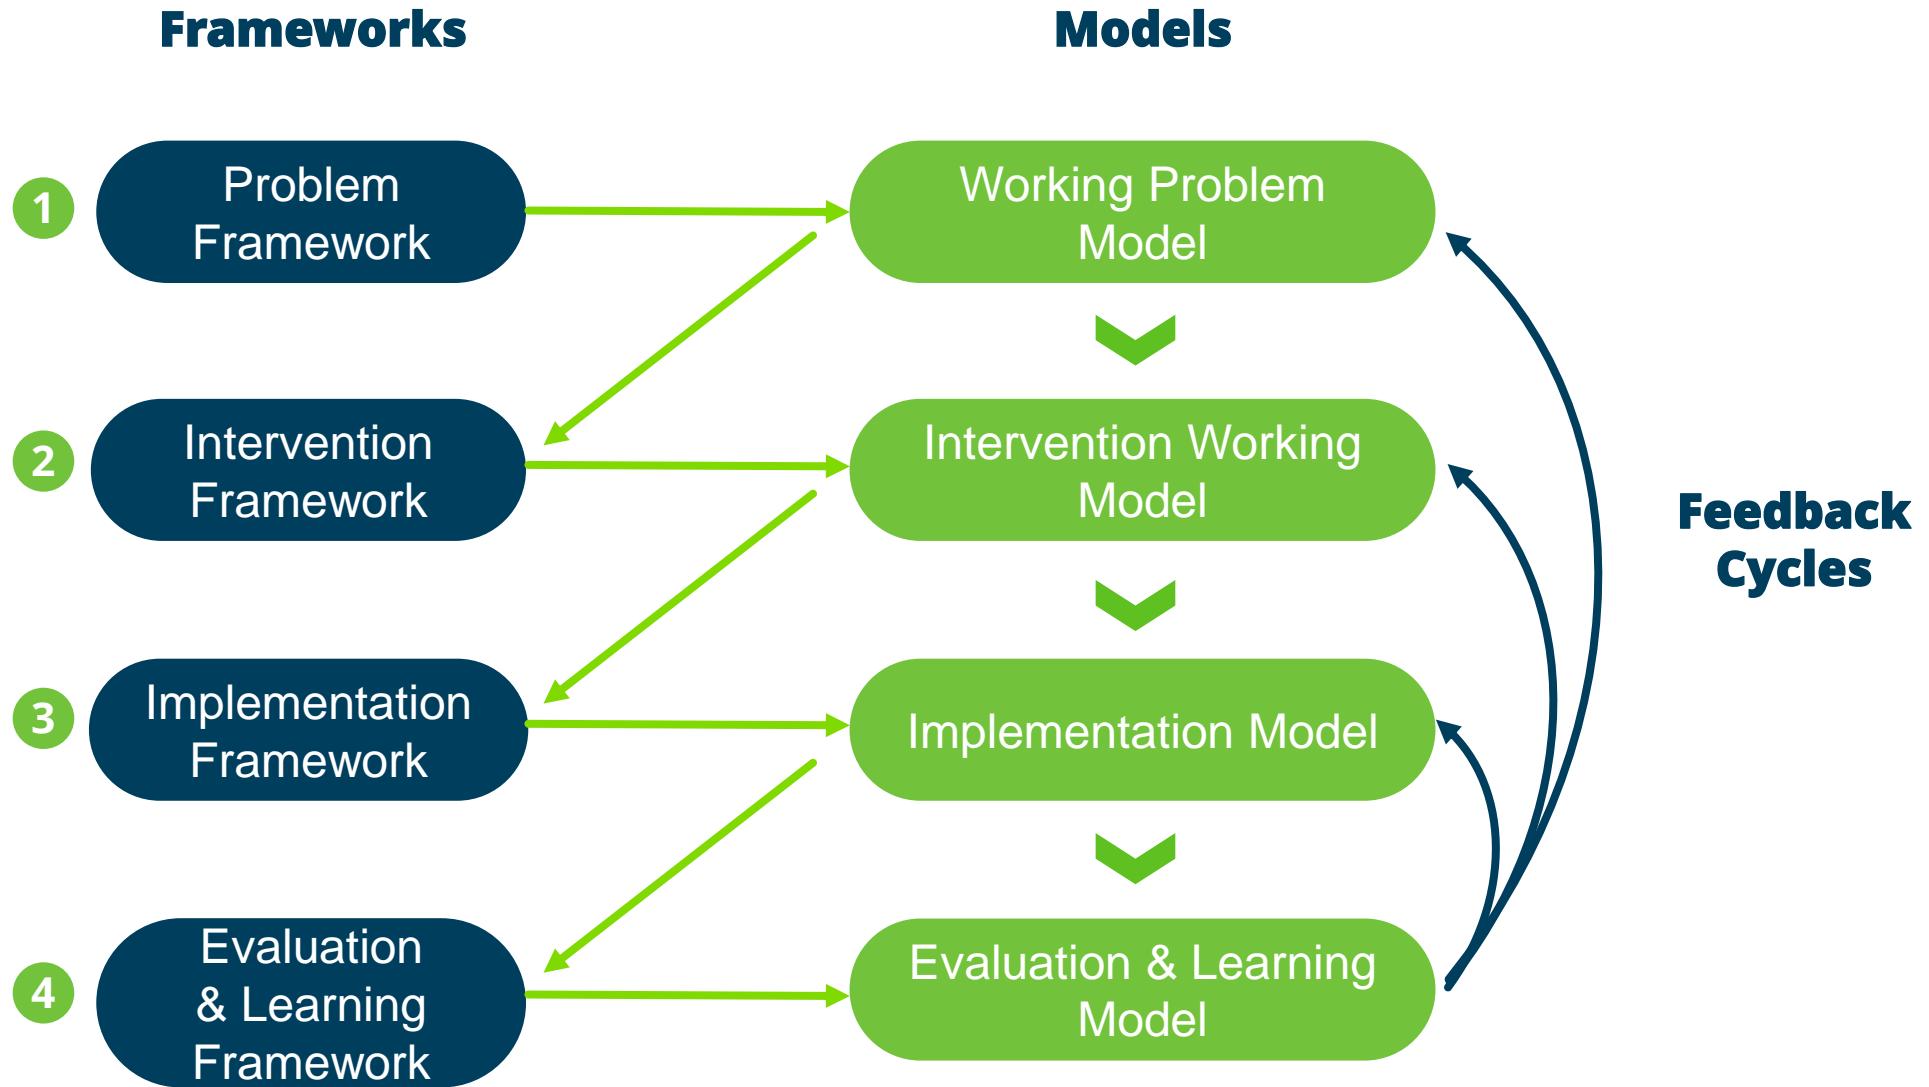 Frameworks
Models
1
Problem
Framework
Working Problem
Model
2
Intervention
Framework
Intervention Working
Model
Feedback
Cycles
3
Implementation
Framework
Implementation Model
4
Evaluation
& Learning
Framework
Evaluation & Learning
Model